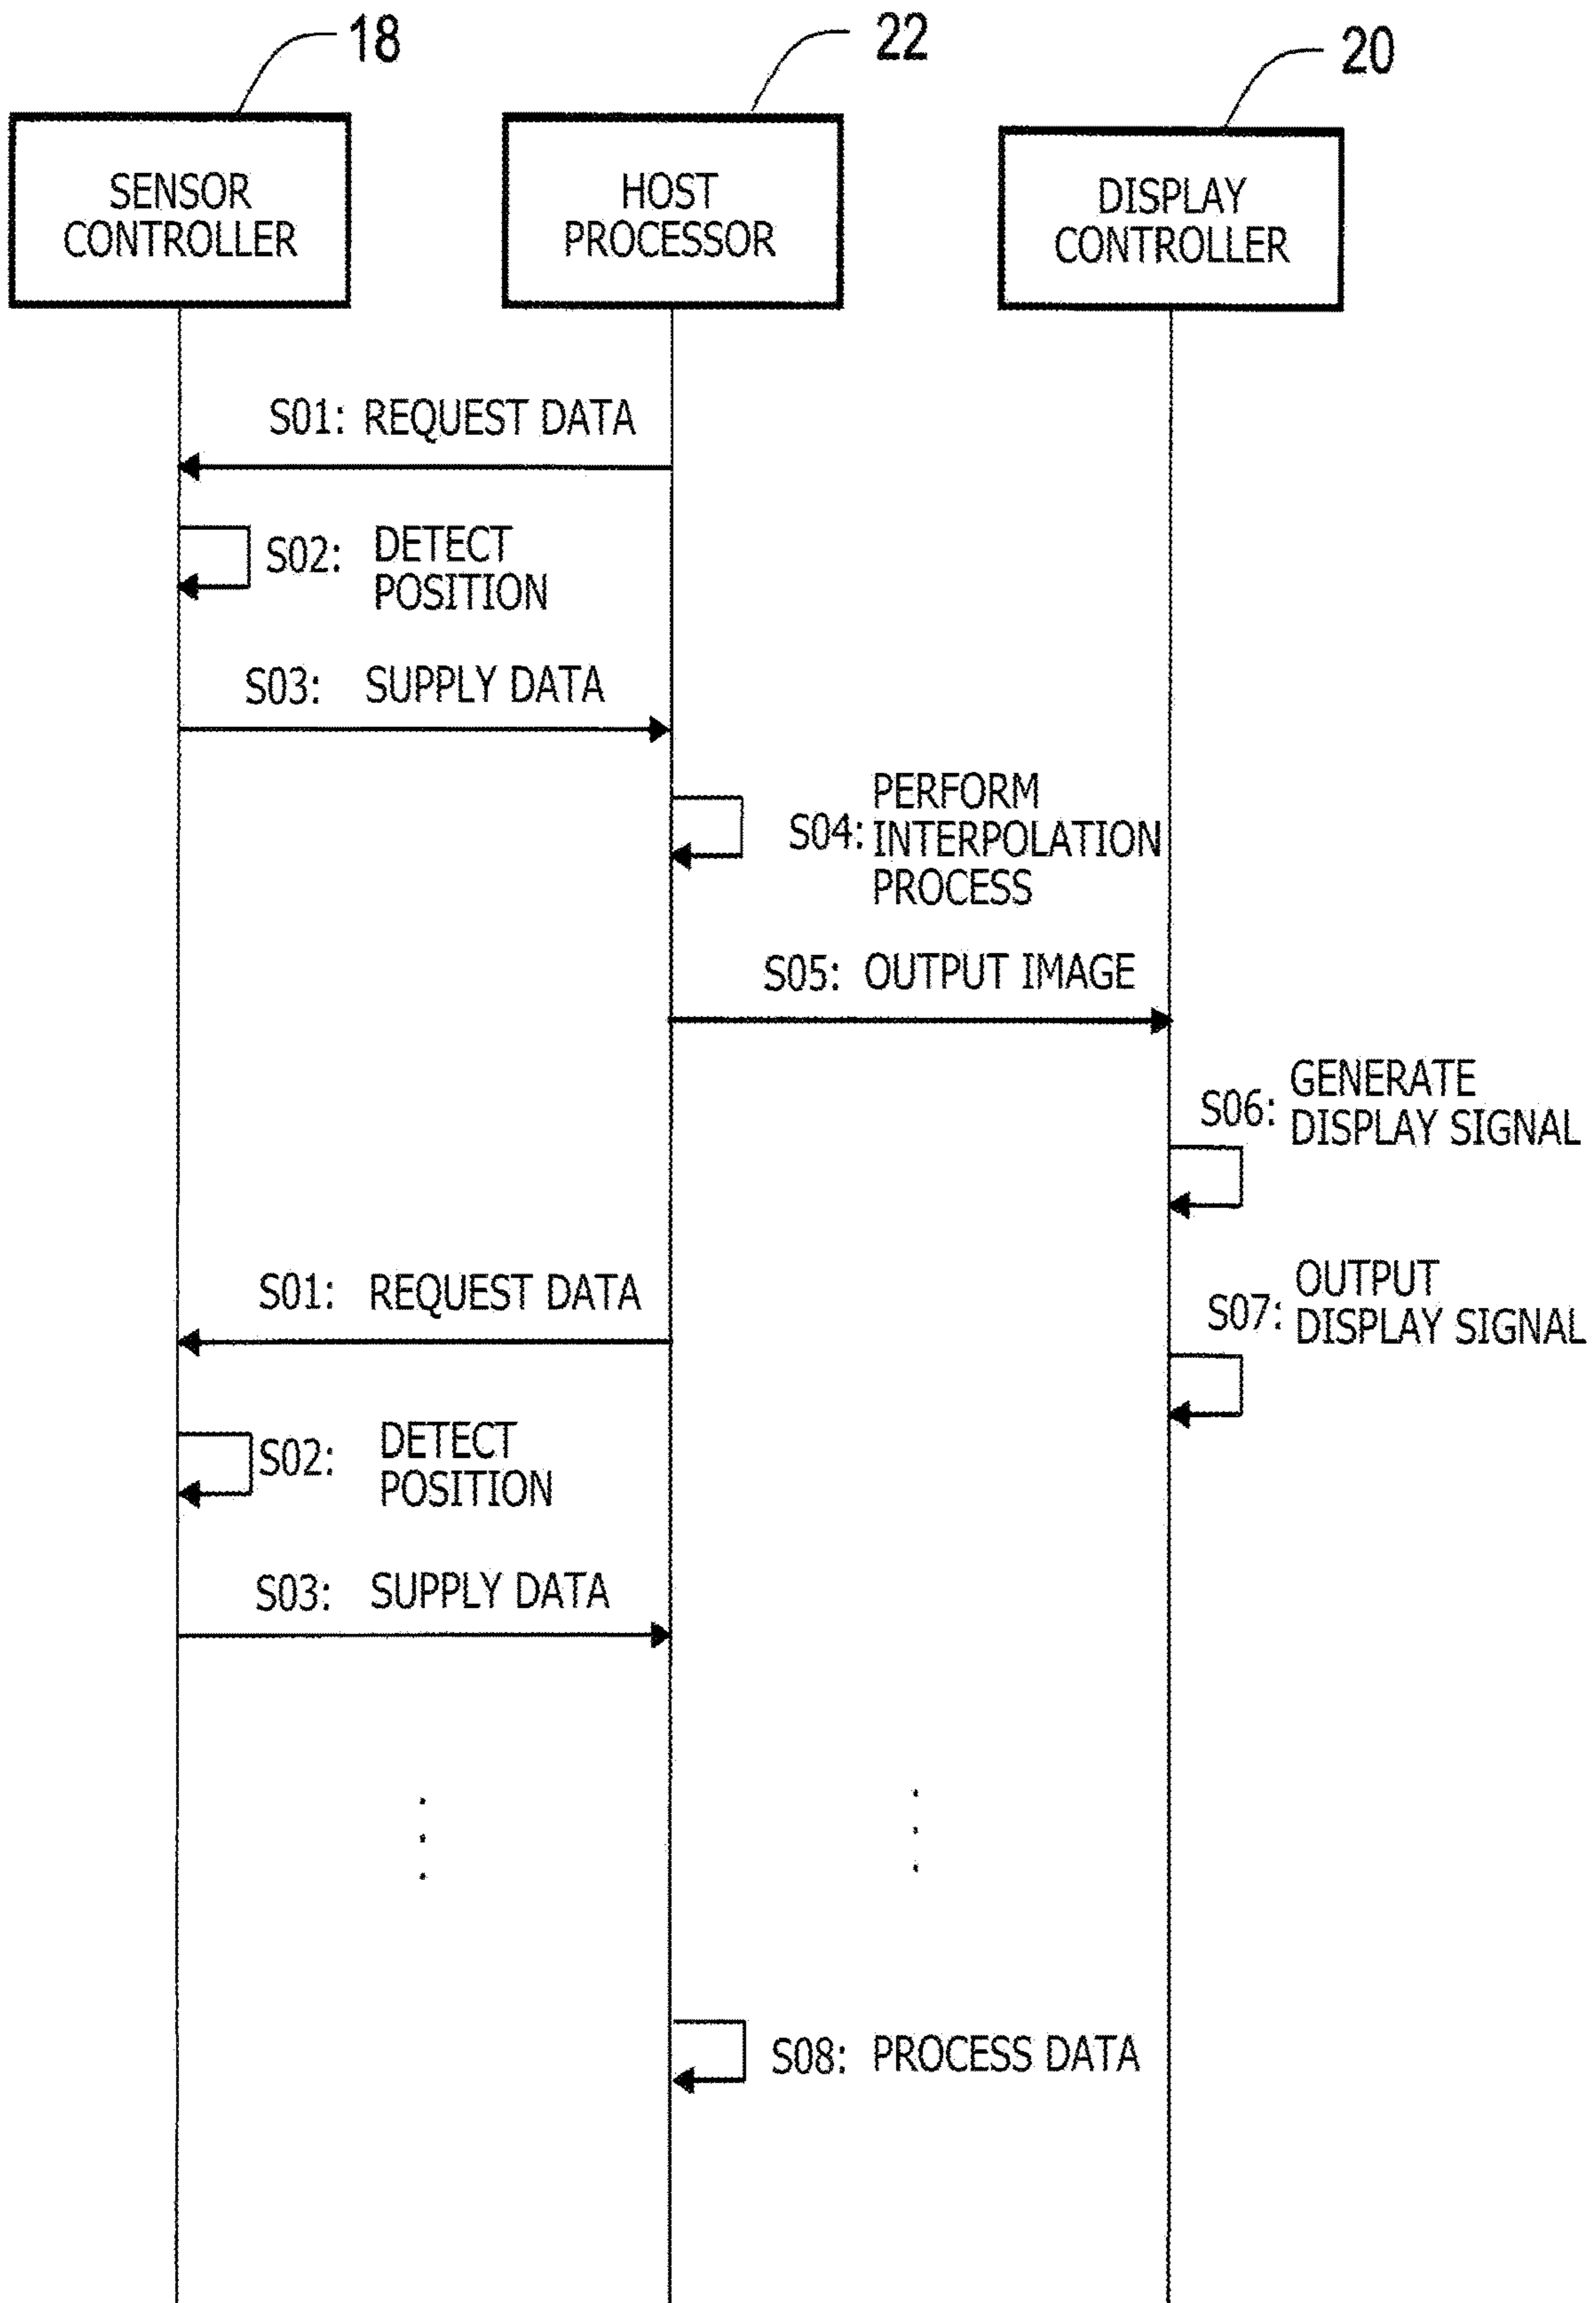 18
22
20
SENSOR
CONTROLLER
HOST
PROCESSOR
DISPLAY
CONTROLLER
S01: REQUEST DATA
S02: DETECT
POSITION
S03: SUPPLY DATA
S04: PERFORM
INTERPOLATION
PROCESS
S05: OUTPUT IMAGE
S06: GENERATE
DISPLAY SIGNAL
S01: REQUEST DATA
S07: OUTPUT
DISPLAY SIGNAL
S02: DETECT
POSITION
S03: SUPPLY DATA
S08: PROCESS DATA